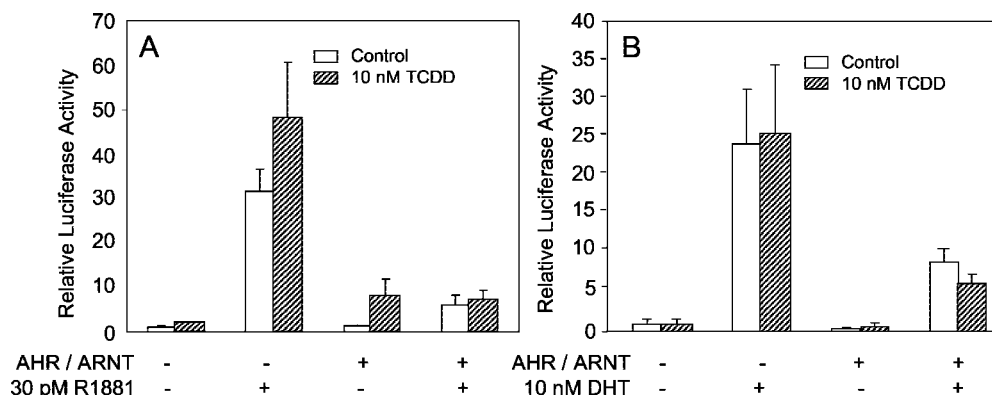 A
Relative Luciferase Activity
70
60
50
40
30
20
10
0
Control
10 nM TCDD
AHR / ARNT - - + +
30 pM R1881 - + - +
B
Relative Luciferase Activity
40
35
30
25
20
15
10
5
0
Control
10 nM TCDD
AHR / ARNT - - + +
10 nM DHT - + - +